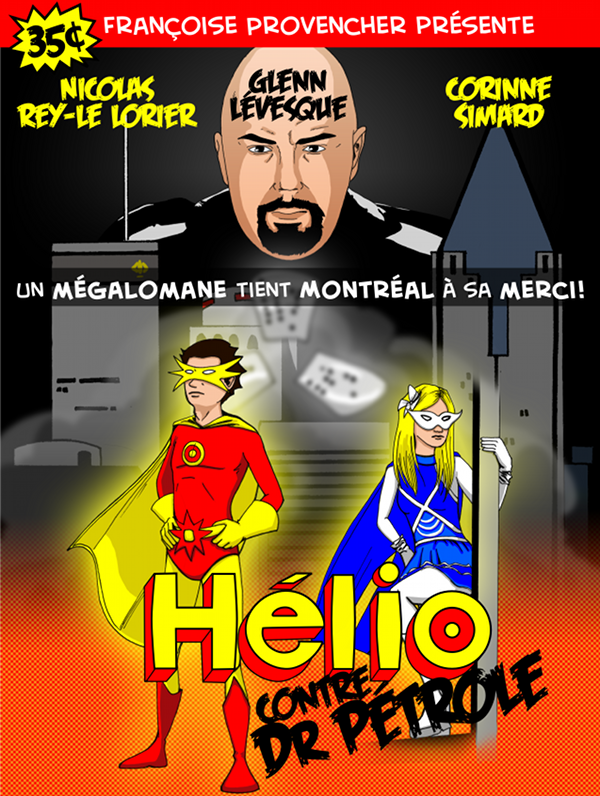 35¢
FRANÇOISE PROVENCHER PRÉSENTE
NICOLAS
REY-LE LORIER
GLENN
LÉVESQUE
CORINNE
SIMARD
UN MÉGALOMANE TIENT MONTRÉAL À SA MERCI!
Hélio
CONTRE
DR PÉTROLE